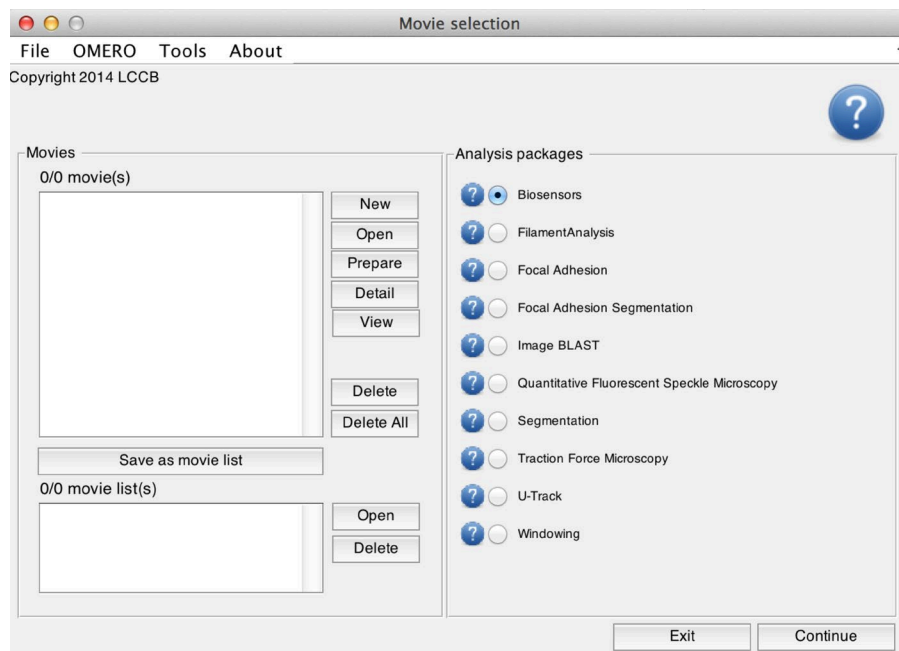 Movie selection
File OMERO Tools About
Copyright 2014 LCCB
?
Movies
0/0 movie(s)
New
Open
Prepare
Detail
View
Delete
Delete All
Save as movie list
0/0 movie list(s)
Open
Delete
Analysis packages
? Biosensors
? FilamentAnalysis
? Focal Adhesion
? Focal Adhesion Segmentation
? Image BLAST
? Quantitative Fluorescent Speckle Microscopy
? Segmentation
? Traction Force Microscopy
? U-Track
? Windowing
Exit Continue